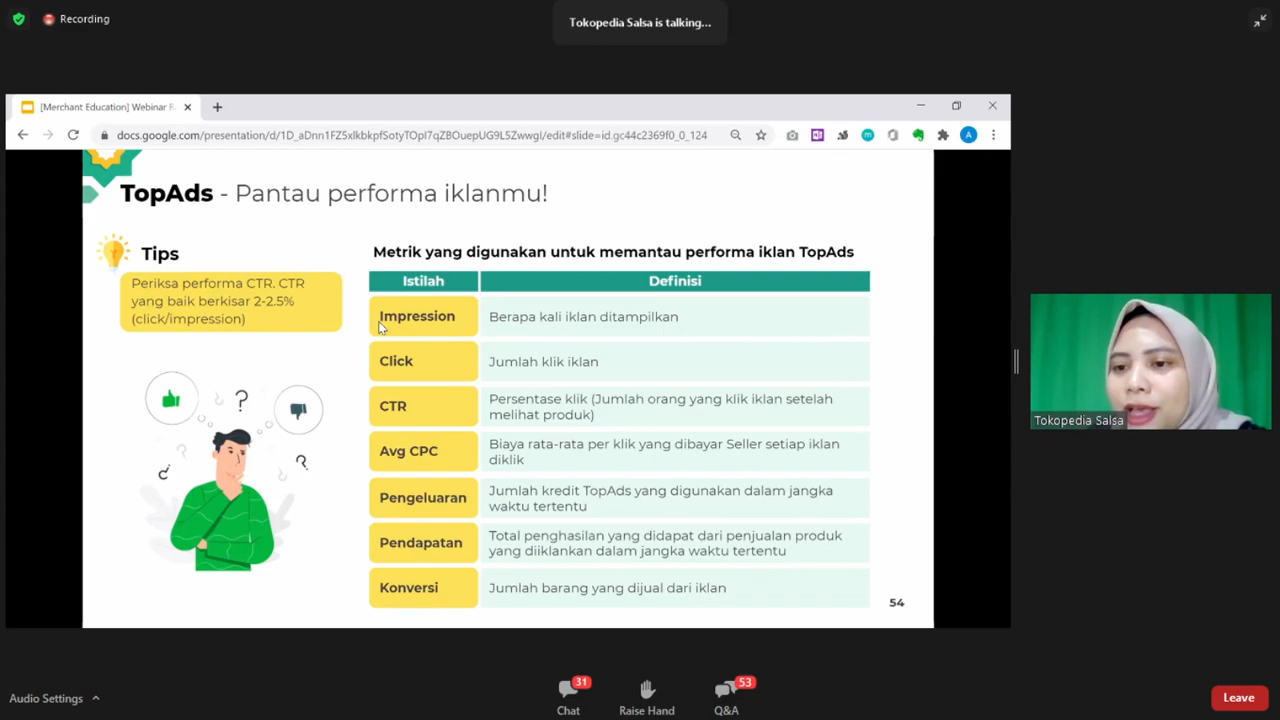 Recording
Tokopedia Salsa is talking...
[Merchant Education] Webinar R
docs.google.com/presentation/d/1D_aDnn1FZ5xlkbkpfSotyTOpI7qZBOuepUG9L5Zwwgl/edit#slide=id.gc44c2369f0_0_124
A
TopAds - Pantau performa iklanmu!
Tips
Periksa performa CTR. CTR
yang baik berkisar 2-2.5%
(click/impression)
Metrik yang digunakan untuk memantau performa iklan TopAds
Istilah Definisi
Impression Berapa kali iklan ditampilkan
Click Jumlah klik iklan
CTR Persentase klik (Jumlah orang yang klik iklan setelah
melihat produk)
Avg CPC Biaya rata-rata per klik yang dibayar Seller setiap iklan
diklik
Pengeluaran Jumlah kredit TopAds yang digunakan dalam jangka
waktu tertentu
Pendapatan Total penghasilan yang didapat dari penjualan produk
yang diiklankan dalam jangka waktu tertentu
Konversi Jumlah barang yang dijual dari iklan
54
Tokopedia Salsa
Audio Settings
31
Chat
Raise Hand
53
Q&A
Leave